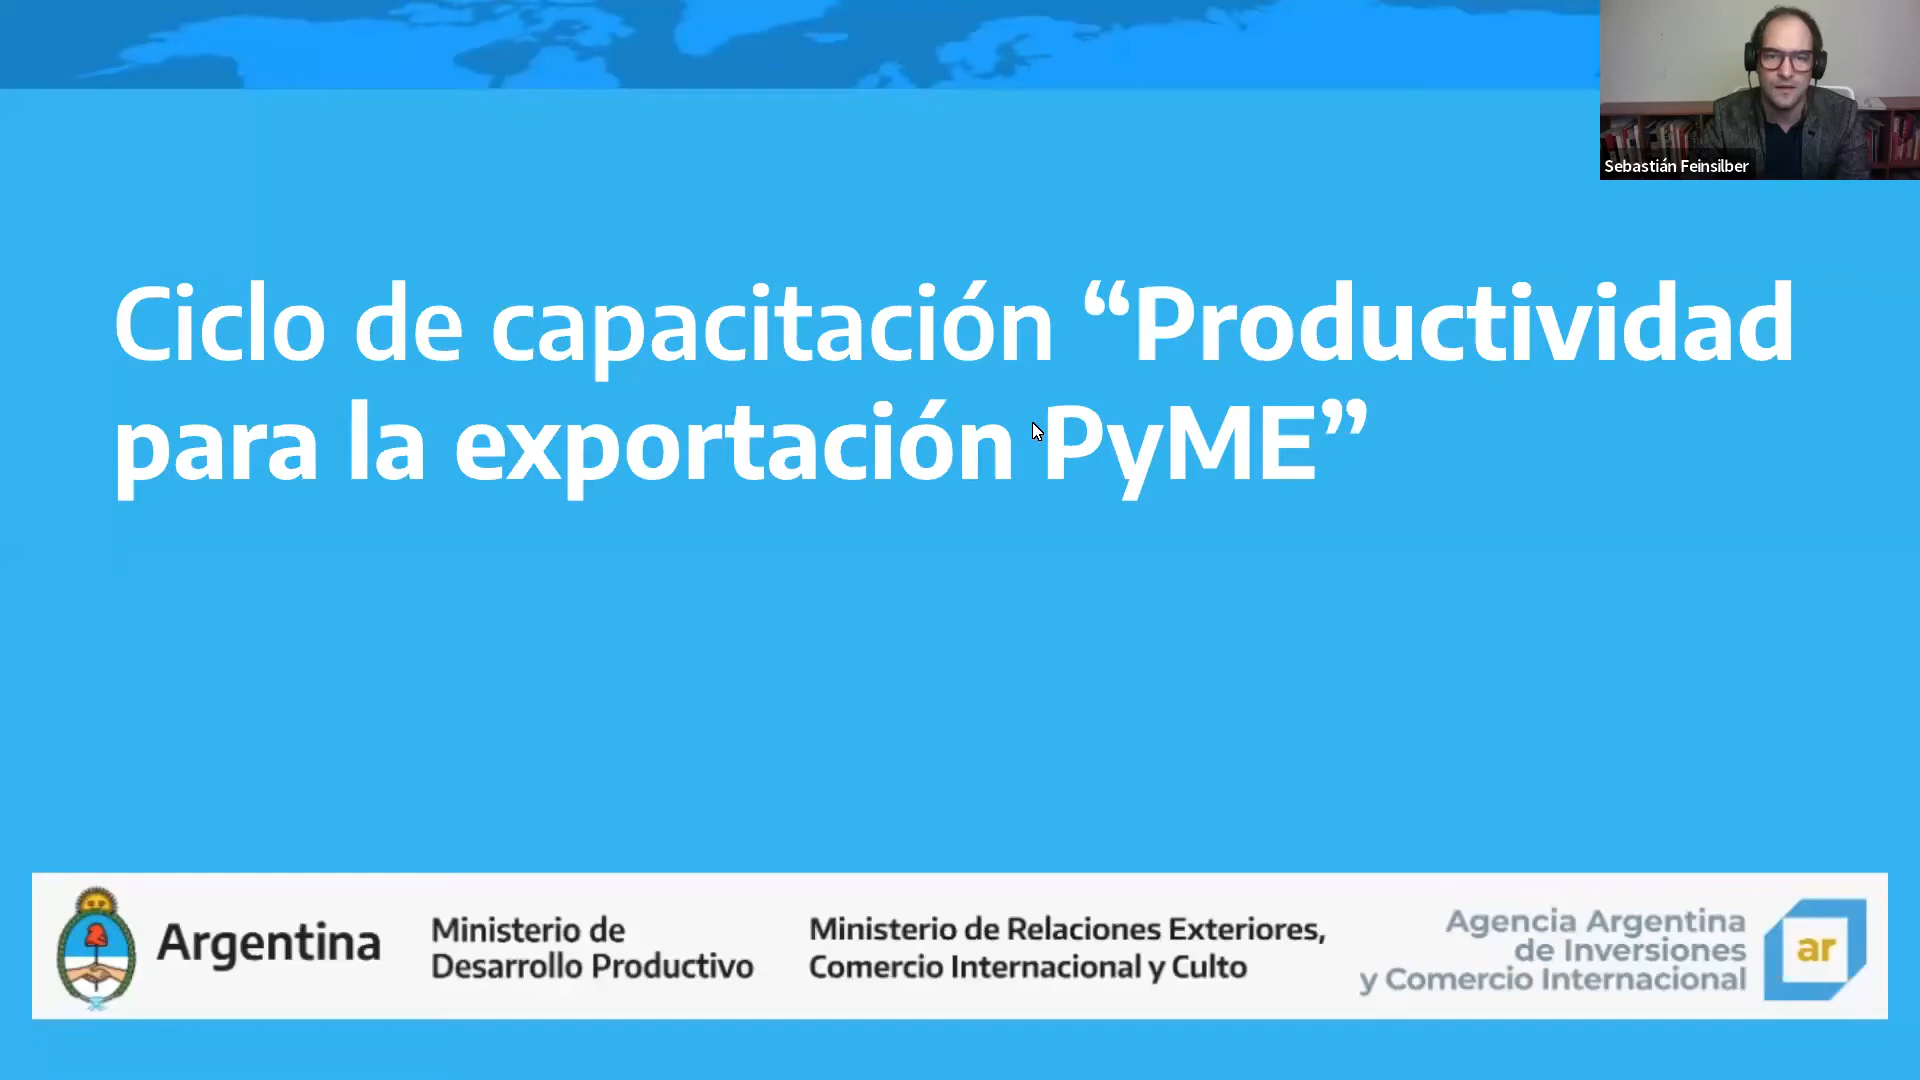 Sebastián Feinsilber
Ciclo de capacitación “Productividad
para la exportación PyME”
Argentina
Ministerio de
Desarrollo Productivo
Ministerio de Relaciones Exteriores,
Comercio Internacional y Culto
Agencia Argentina
de Inversiones
y Comercio Internacional
ar